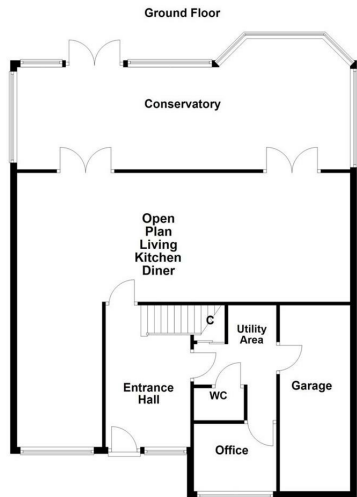 Ground Floor
Conservatory
Open
Plan
Living
Kitchen
Diner
C
Utility
Area
Entrance
Hall
WC
Garage
Office